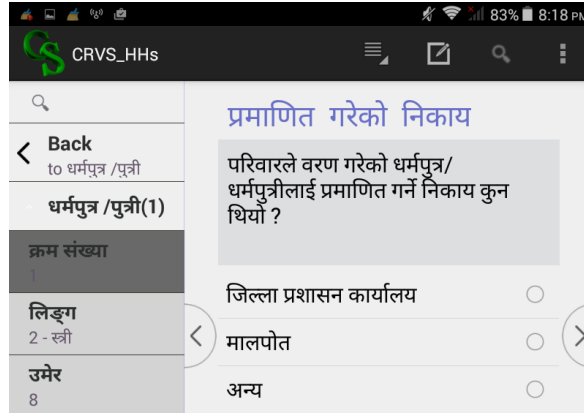 83% 8:18 PM
CRVS_HHs
Back
to धर्मपुत्र /पुत्री
धर्मपुत्र /पुत्री(1)
क्रम संख्या
1
लिङ्ग
2 - स्त्री
उमेर
8
प्रमाणित गरेको निकाय
परिवारले वरण गरेको धर्मपुत्र/
धर्मपुत्रीलाई प्रमाणित गर्ने निकाय कुन
थियो ?
जिल्ला प्रशासन कार्यालय
मालपोत
अन्य